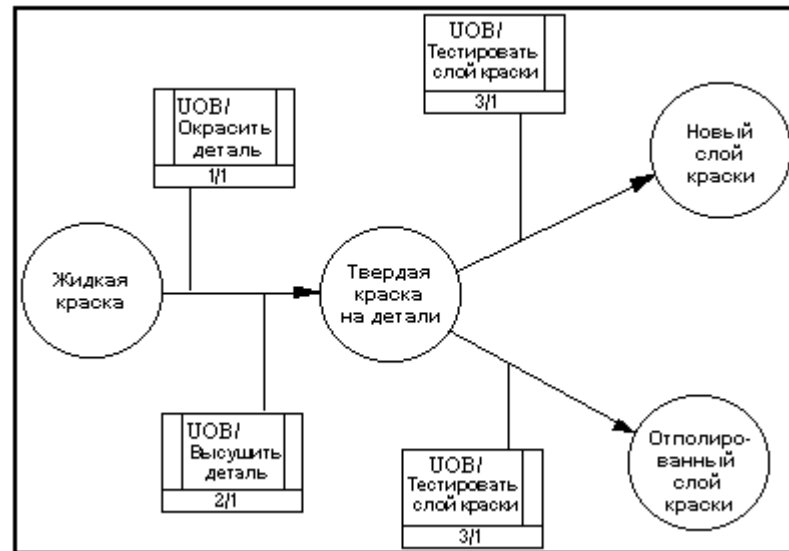 UOB/
Окрасить
деталь
1/1
UOB/
Тестировать
слой краски
3/1
Новый
слой
краски
Жидкая
краска
Твердая
краска
на детали
UOB/
Высушить
деталь
2/1
UOB/
Тестировать
слой краски
3/1
Отполиро-
ванный
слой
краски